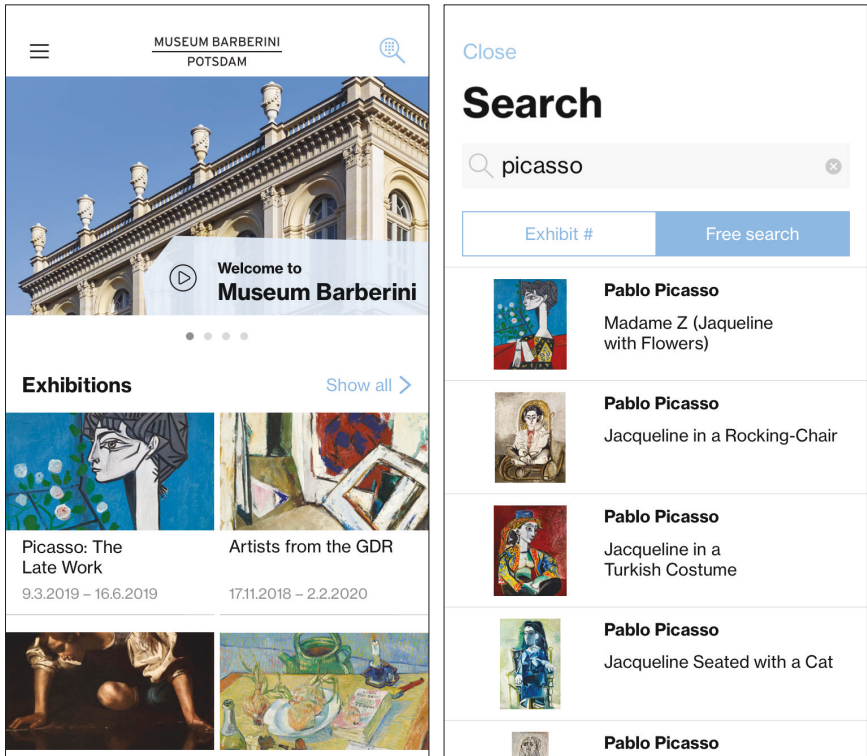 MUSEUM BARBERINI
POTSDAM
Welcome to
Museum Barberini
Exhibitions
Show all
Picasso: The
Late Work
9.3.2019 – 16.6.2019
Artists from the GDR
17.11.2018 – 2.2.2020
Close
Search
picasso
Exhibit #
Free search
Pablo Picasso
Madame Z (Jaqueline
with Flowers)
Pablo Picasso
Jacqueline in a Rocking-Chair
Pablo Picasso
Jacqueline in a
Turkish Costume
Pablo Picasso
Jacqueline Seated with a Cat
Pablo Picasso